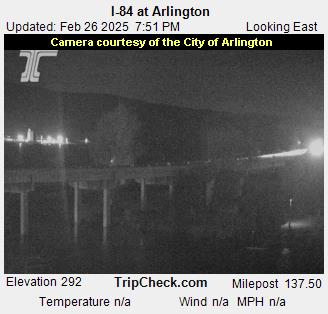 I-84 at Arlington
Updated: Feb 26 2025 7:51 PM Looking East
Camera courtesy of the City of Arlington
Elevation 292 TripCheck.com Milepost 137.50
Temperature n/a Wind n/a MPH n/a